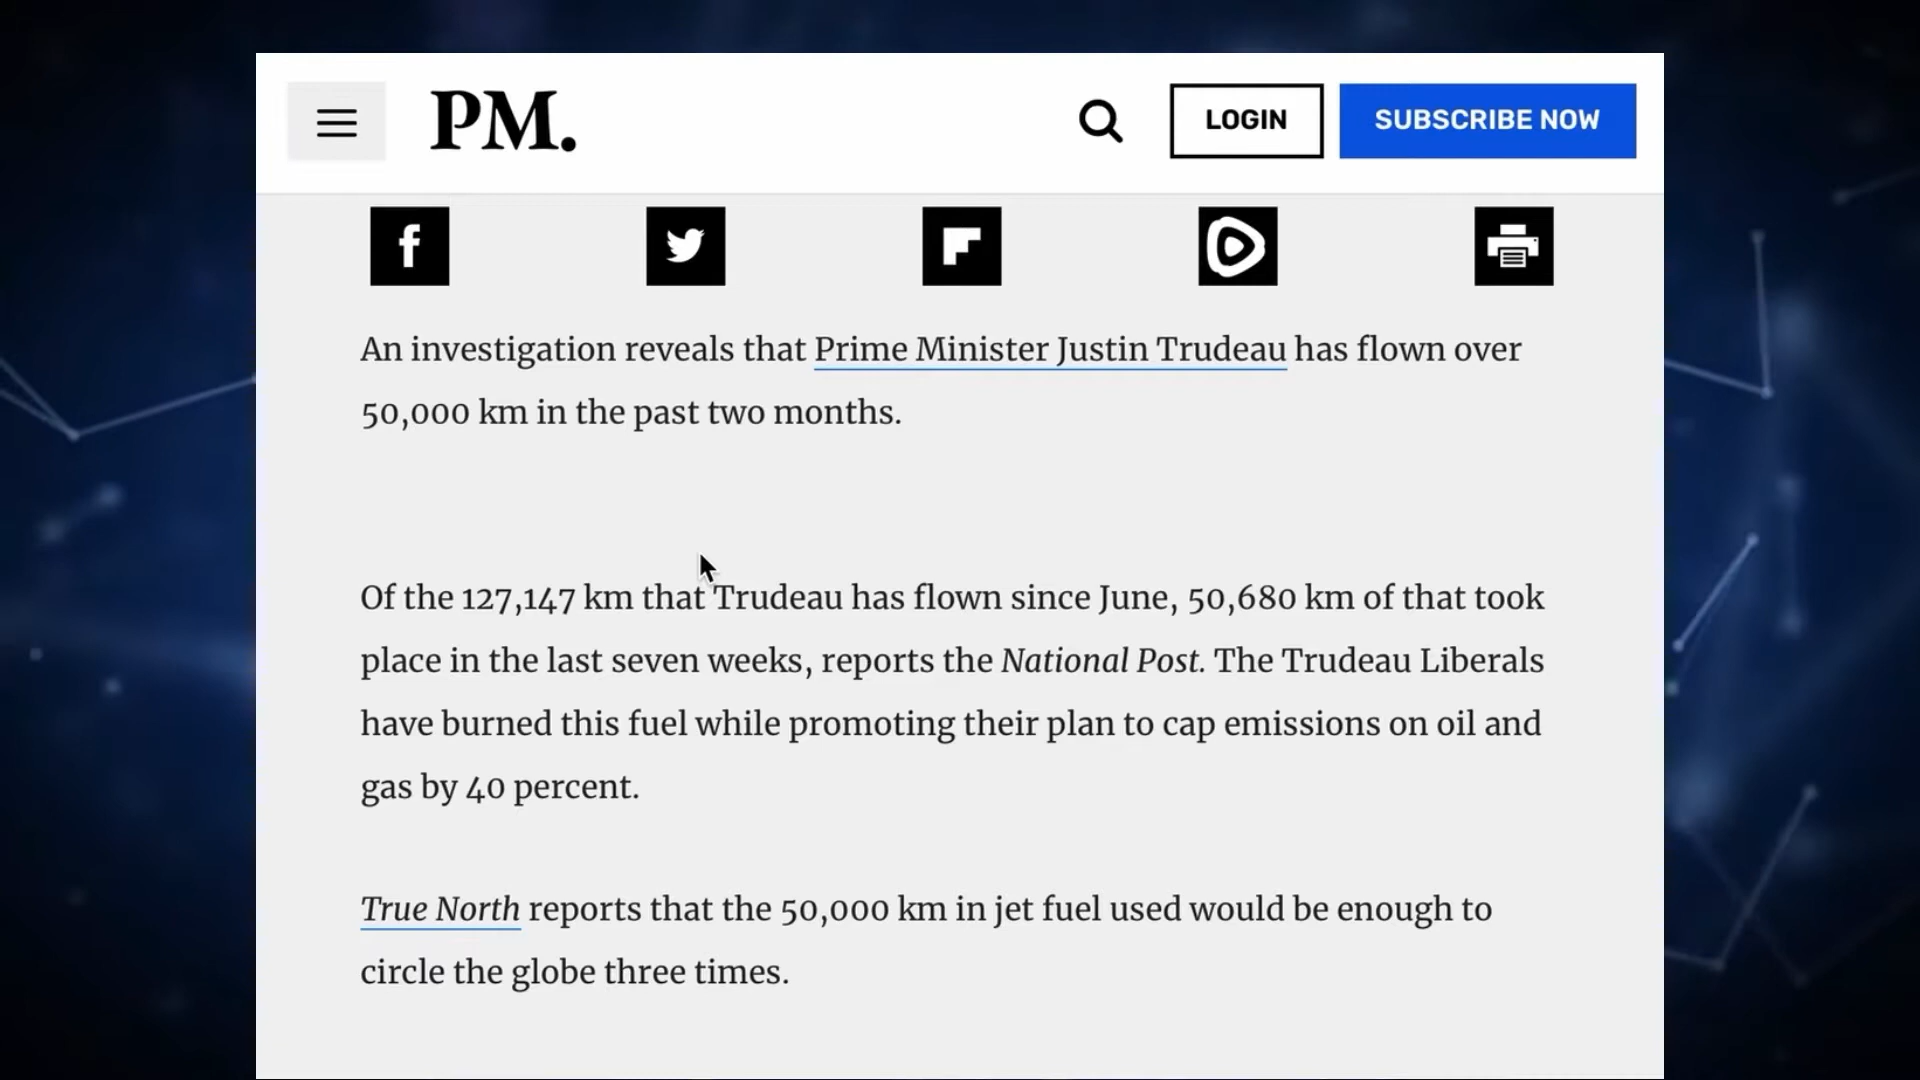 PM.
LOGIN
SUBSCRIBE NOW
An investigation reveals that Prime Minister Justin Trudeau has flown over
50,000 km in the past two months.
Of the 127,147 km that Trudeau has flown since June, 50,680 km of that took
place in the last seven weeks, reports the National Post. The Trudeau Liberals
have burned this fuel while promoting their plan to cap emissions on oil and
gas by 40 percent.
True North reports that the 50,000 km in jet fuel used would be enough to
circle the globe three times.